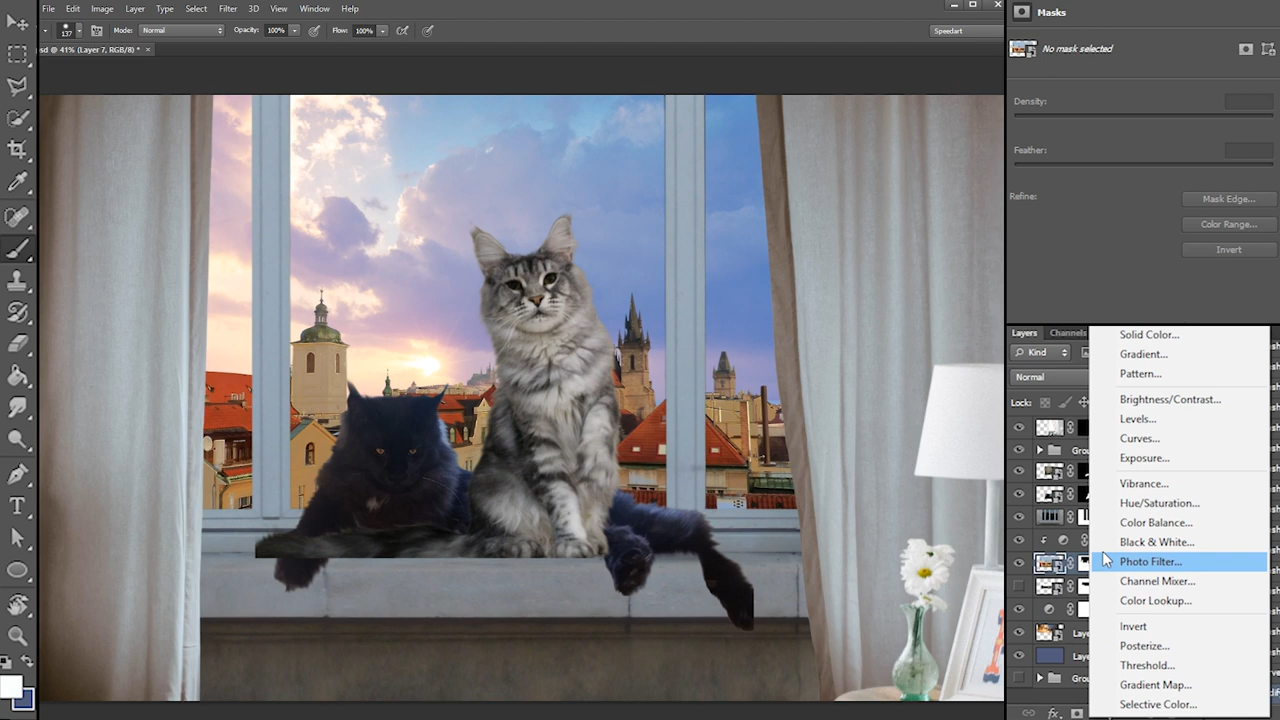 File Edit Image Layer Type Select Filter 3D View Window Help
137 Mode: Normal Opacity: 100% Flow: 100% Speedart
sd @ 41% (Layer 7, RGB/8) * ×
Masks
No mask selected
Density:
Feather:
Refine:
Mask Edge...
Color Range...
Invert
Layers Channels
Kind
Normal
Lock:
Grou
Laye
Laye
Grou
fx
Solid Color...
Gradient...
Pattern...
Brightness/Contrast...
Levels...
Curves...
Exposure...
Vibrance...
Hue/Saturation...
Color Balance...
Black & White...
Photo Filter...
Channel Mixer...
Color Lookup...
Invert
Posterize...
Threshold...
Gradient Map...
Selective Color...